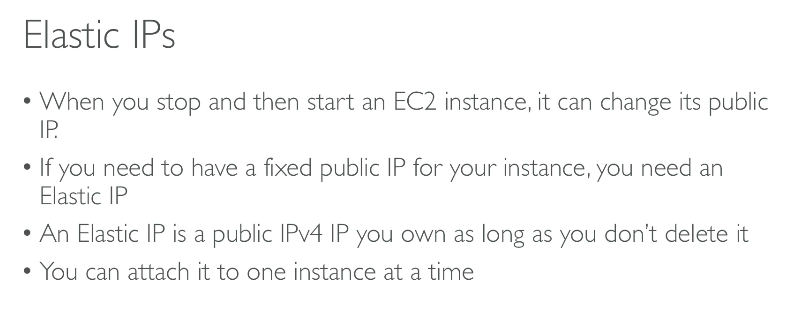 Elastic IPs
• When you stop and then start an EC2 instance, it can change its public
IP.
• If you need to have a fixed public IP for your instance, you need an
Elastic IP
• An Elastic IP is a public IPv4 IP you own as long as you don’t delete it
• You can attach it to one instance at a time